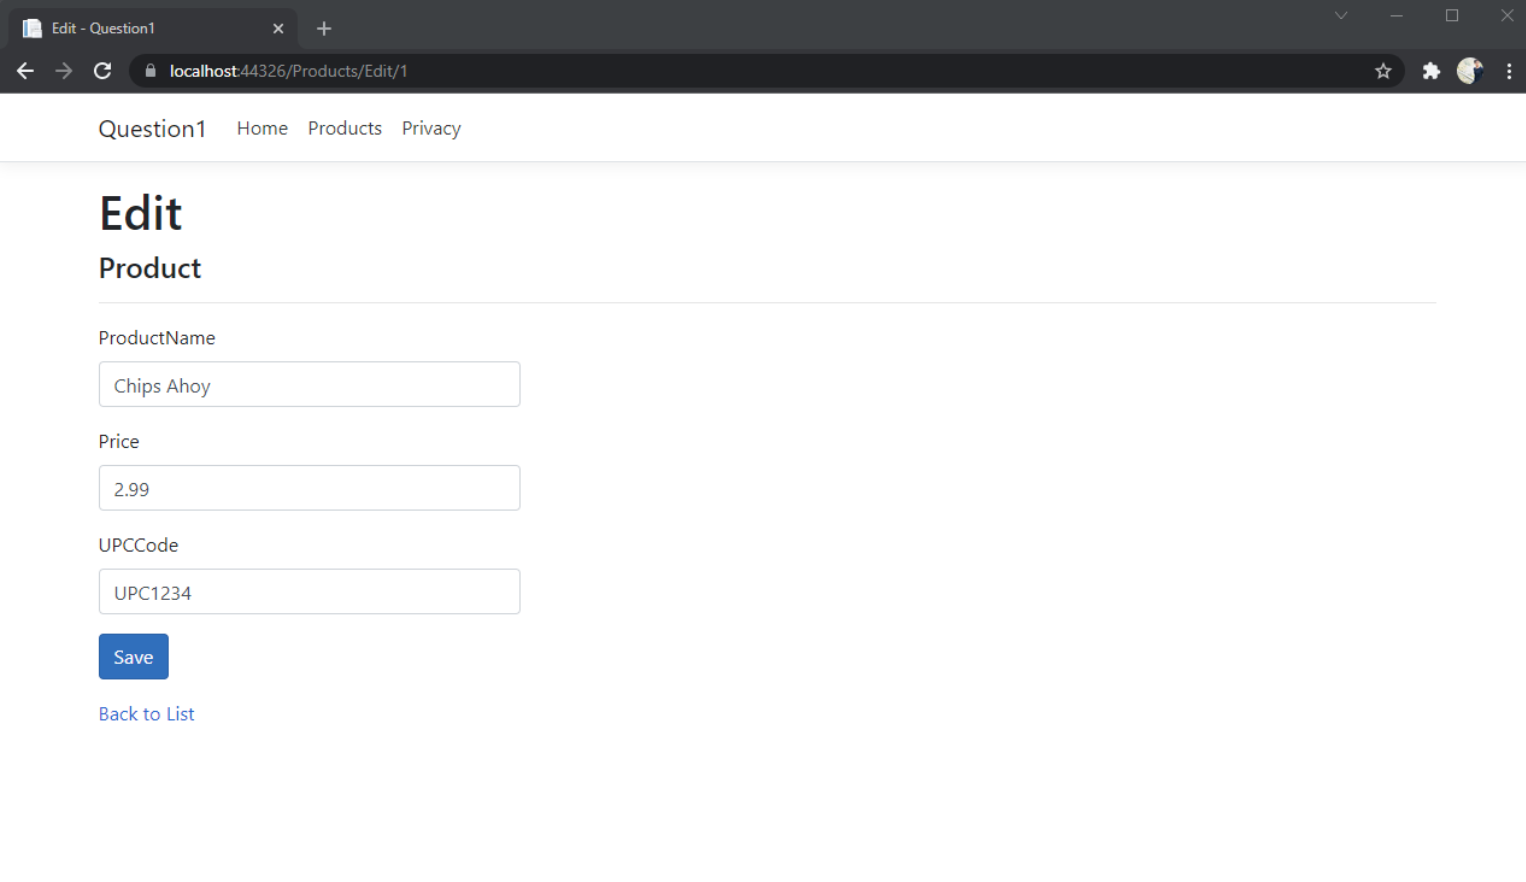 Edit - Question1
localhost:44326/Products/Edit/1
Question1 Home Products Privacy
Edit
Product
ProductName
Chips Ahoy
Price
2.99
UPCCode
UPC1234
Save
Back to List